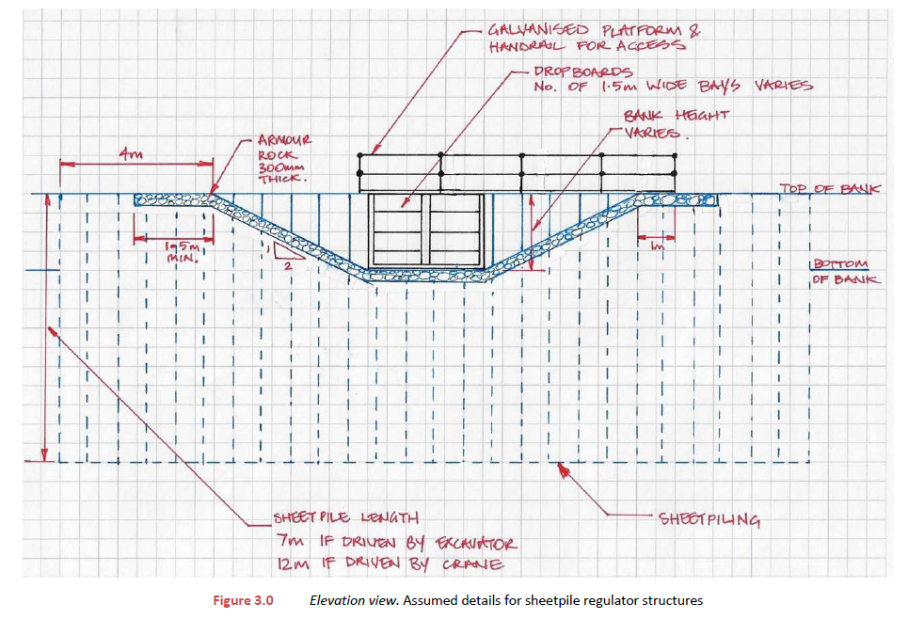 GALVANISED PLATFORM &
HANDRAIL FOR ACCESS
DROPBOARDS
No. OF 1.5m WIDE BAYS VARIES
BANK HEIGHT
VARIES.
ARMOUR
ROCK
300mm
THICK.
4m
TOP OF BANK
1.5m
MIN.
1
2
1m
BOTTOM
OF BANK
SHEETPILE LENGTH
7m IF DRIVEN BY EXCAVATOR
12m IF DRIVEN BY CRANE
SHEETPILING
Figure 3.0 Elevation view. Assumed details for sheetpile regulator structures